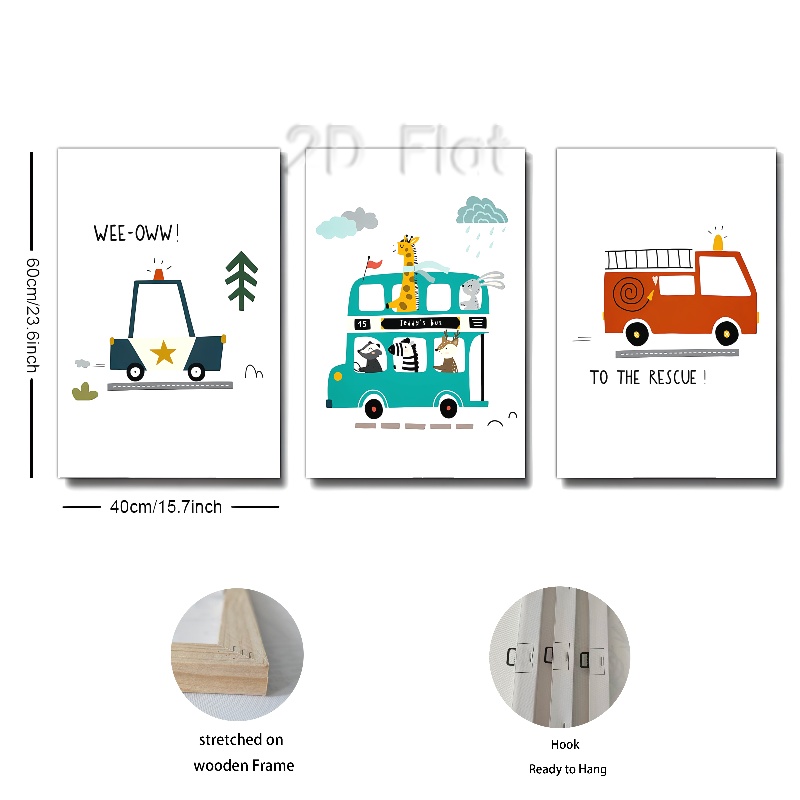 2D Flat
WEE-OWW!
15 Teddy's bus
TO THE RESCUE!
60cm/23.6inch
40cm/15.7inch
stretched on
wooden Frame
Hook
Ready to Hang